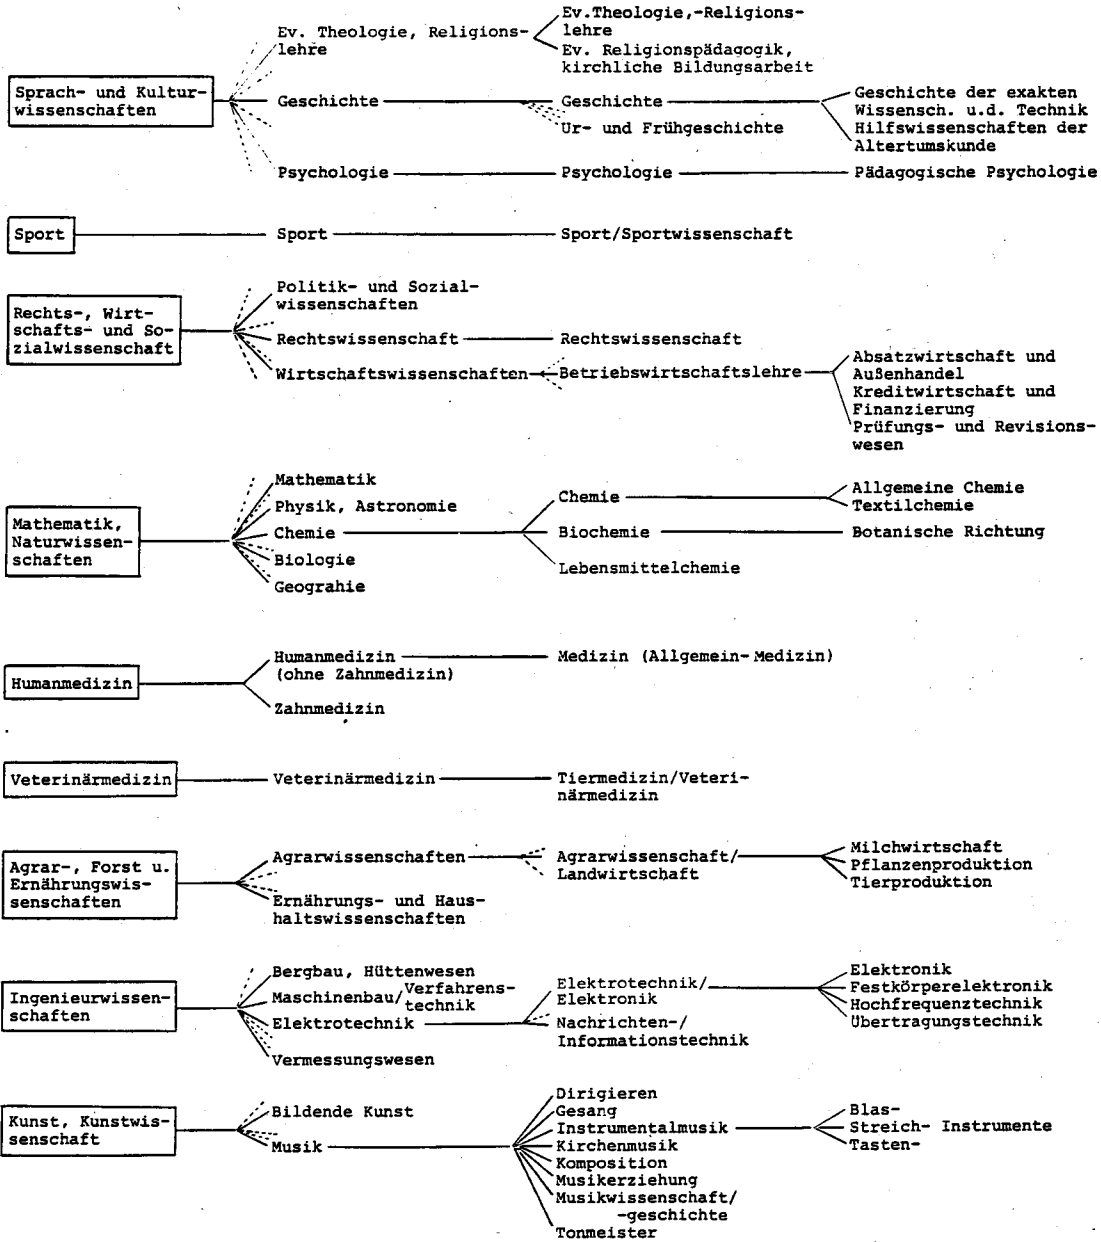 Ev. Theologie, Religions-
lehre
Ev.Theologie,-Religions-
lehre
Ev. Religionspädagogik,
kirchliche Bildungsarbeit
Sprach- und Kultur-
wissenschaften
Geschichte
Geschichte
Ur- und Frühgeschichte
Geschichte der exakten
Wissensch. u.d. Technik
Hilfswissenschaften der
Altertumskunde
Psychologie
Psychologie
Pädagogische Psychologie
Sport
Sport
Sport/Sportwissenschaft
Rechts-, Wirt-
schafts- und So-
zialwissenschaft
Politik- und Sozial-
wissenschaften
Rechtswissenschaft
Rechtswissenschaft
Wirtschaftswissenschaften
Betriebswirtschaftslehre
Absatzwirtschaft und
Außenhandel
Kreditwirtschaft und
Finanzierung
Prüfungs- und Revisions-
wesen
Mathematik,
Naturwissen-
schaften
Mathematik
Physik, Astronomie
Chemie
Biologie
Geograhie
Chemie
Allgemeine Chemie
Textilchemie
Biochemie
Botanische Richtung
Lebensmittelchemie
Humanmedizin
Humanmedizin
(ohne Zahnmedizin)
Medizin (Allgemein-Medizin)
Zahnmedizin
Veterinärmedizin
Veterinärmedizin
Tiermedizin/Veteri-
närmedizin
Agrar-, Forst u.
Ernährungswis-
senschaften
Agrarwissenschaften
Agrarwissenschaft/
Landwirtschaft
Milchwirtschaft
Pflanzenproduktion
Tierproduktion
Ernährungs- und Haus-
haltswissenschaften
Ingenieurwissen-
schaften
Bergbau, Hüttenwesen
Maschinenbau/Verfahrens-
technik
Elektrotechnik
Vermessungswesen
Elektrotechnik/
Elektronik
Nachrichten-/
Informationstechnik
Elektronik
Festkörperelektronik
Hochfrequenztechnik
Übertragungstechnik
Kunst, Kunstwis-
senschaft
Bildende Kunst
Musik
Dirigieren
Gesang
Instrumentalmusik
Kirchenmusik
Komposition
Musikerziehung
Musikwissenschaft/
-geschichte
Tonmeister
Blas-
Streich- Instrumente
Tasten-